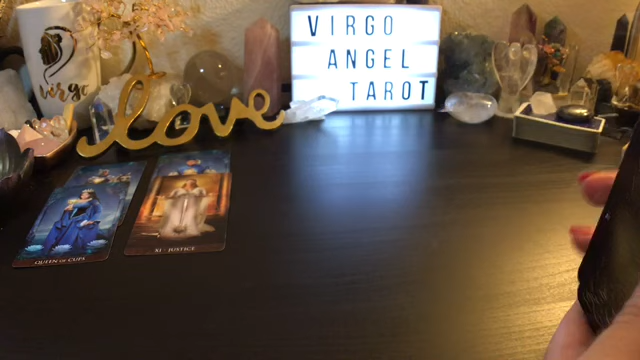 VIRGO
ANGEL
TAROT
virgo
love
QUEEN OF CUPS
XI - JUSTICE